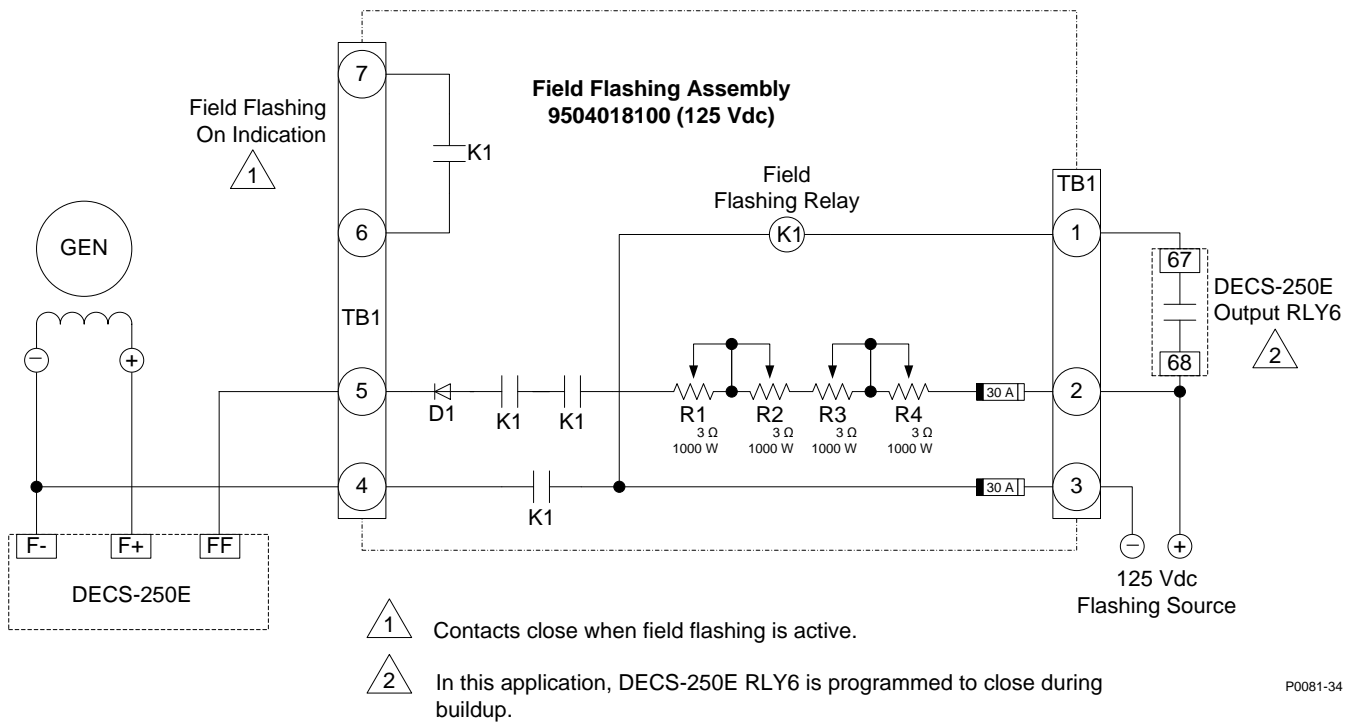 7
Field Flashing Assembly
9504018100 (125 Vdc)
Field Flashing
On Indication
1
K1
TB1
Field
Flashing Relay
GEN
6
K1
1
67
DECS-250E
Output RLY6
2
TB1
68
−
+
5
D1
K1
K1
R1
3 Ω
1000 W
R2
3 Ω
1000 W
R3
3 Ω
1000 W
R4
3 Ω
1000 W
30 A
2
4
K1
30 A
3
F-
F+
FF
DECS-250E
−
+
125 Vdc
Flashing Source
1 Contacts close when field flashing is active.
2 In this application, DECS-250E RLY6 is programmed to close during
buildup.
P0081-34